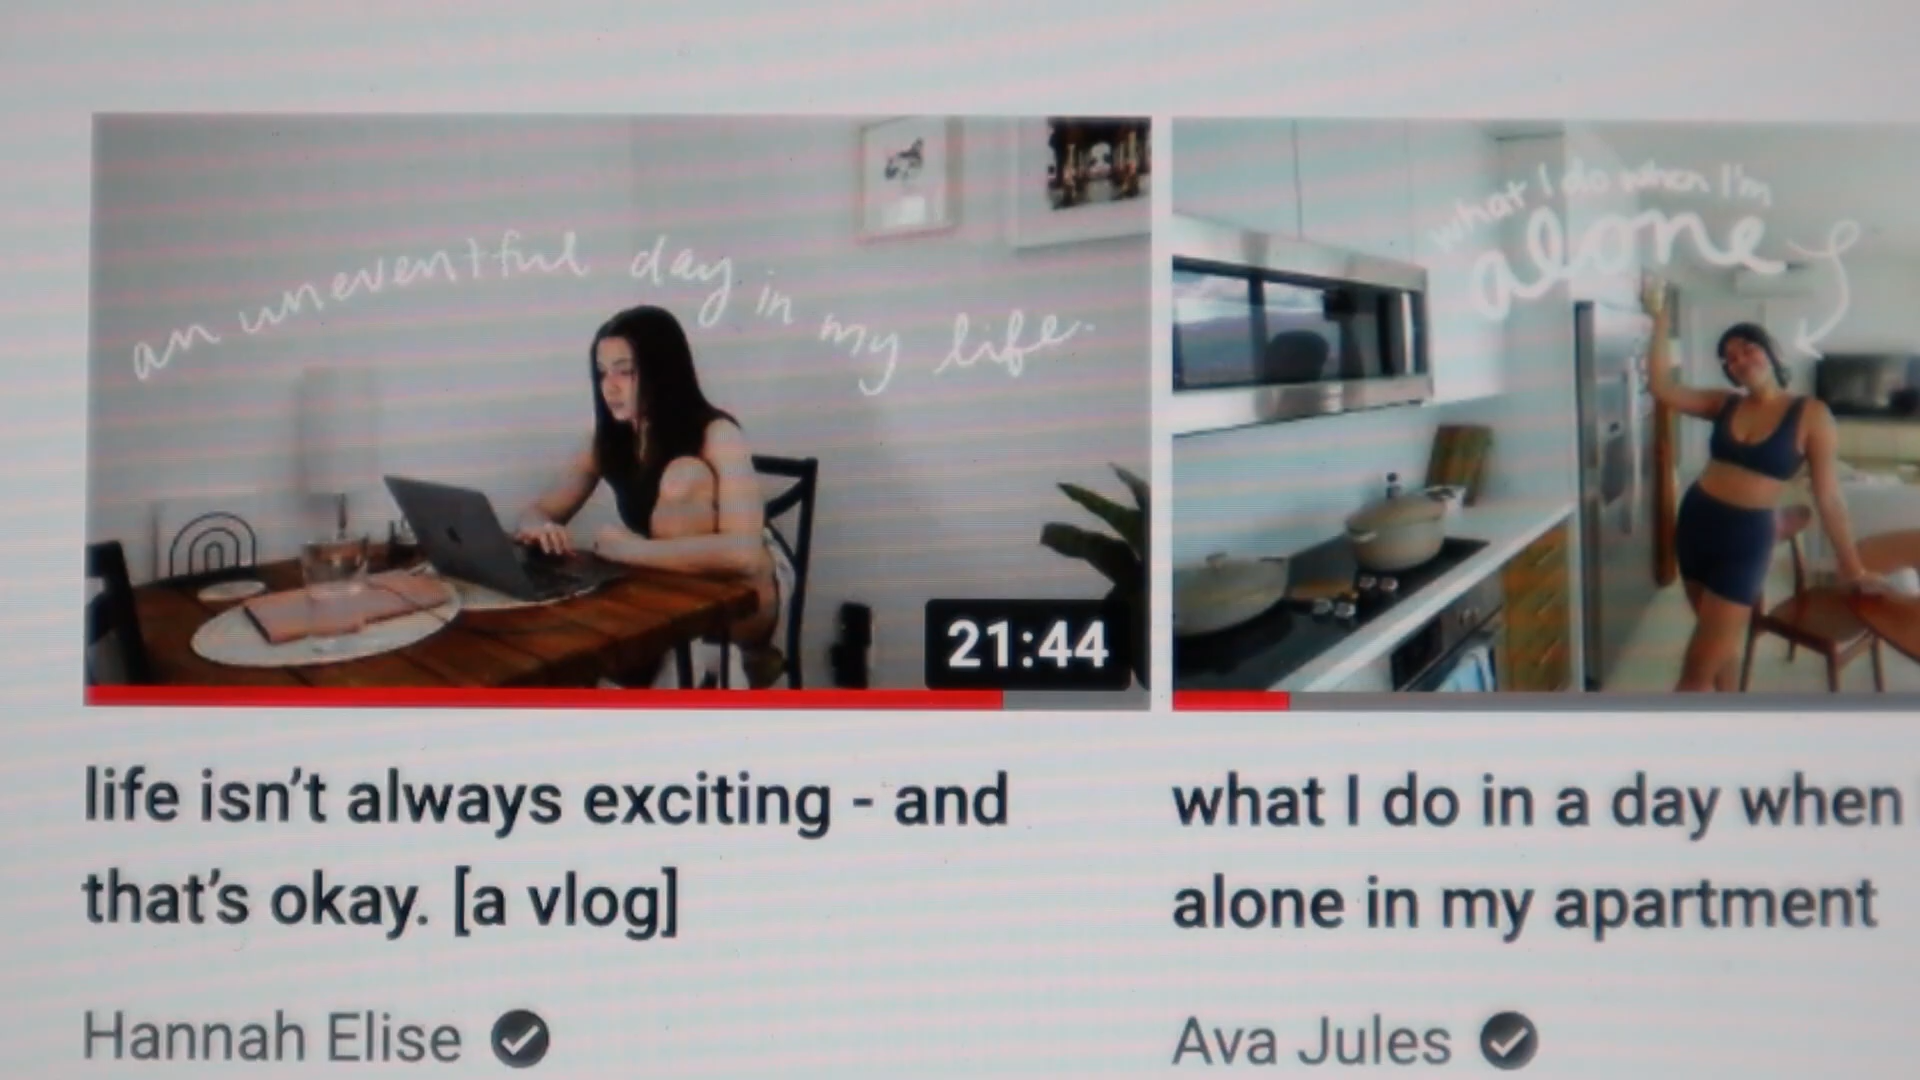 an uneventful day in my life.
21:44
life isn't always exciting - and
that's okay. [a vlog]
Hannah Elise
what I do when I'm
alone
what I do in a day when
alone in my apartment
Ava Jules